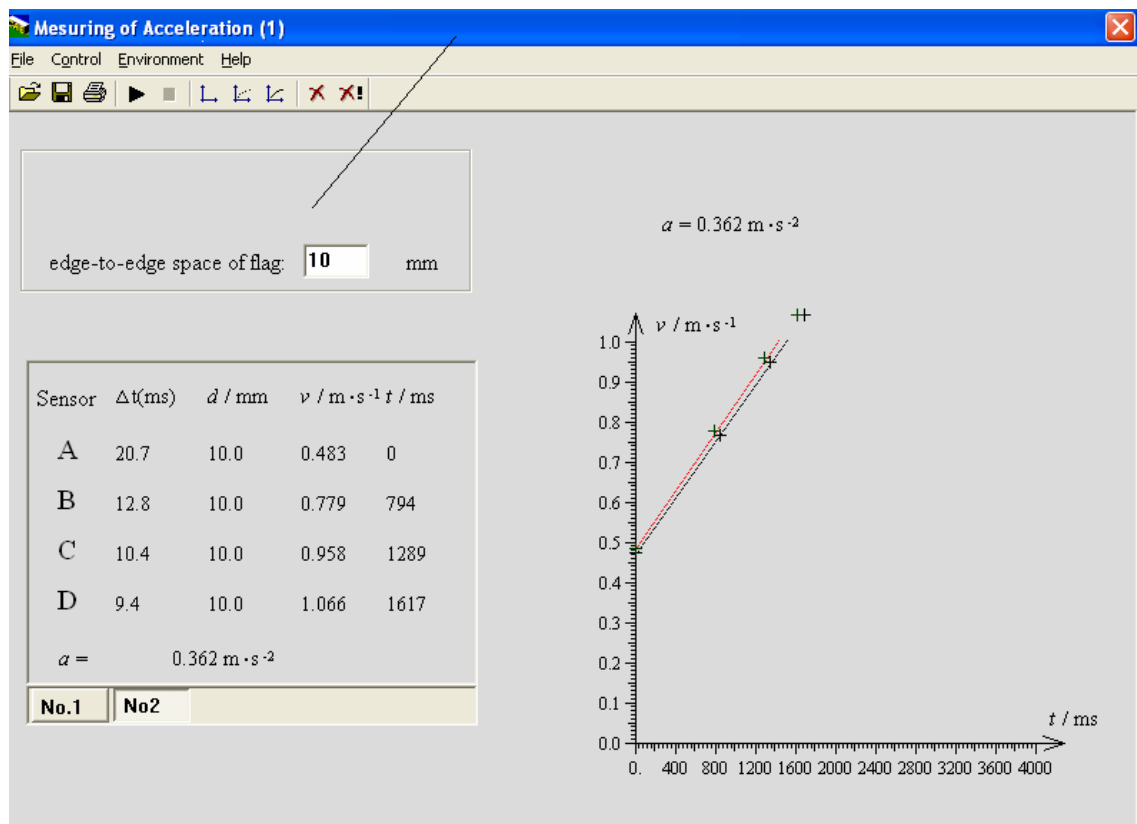 Mesuring of Acceleration (1)
File Control Environment Help
edge-to-edge space of flag: 10 mm
Sensor Δt(ms) d / mm v / m·s⁻¹ t / ms
A 20.7 10.0 0.483 0
B 12.8 10.0 0.779 794
C 10.4 10.0 0.958 1289
D 9.4 10.0 1.066 1617
a = 0.362 m·s⁻²
No.1 No2
a = 0.362 m·s⁻²
v / m·s⁻¹
1.0
0.9
0.8
0.7
0.6
0.5
0.4
0.3
0.2
0.1
0.0
t / ms
0. 400 800 1200 1600 2000 2400 2800 3200 3600 4000